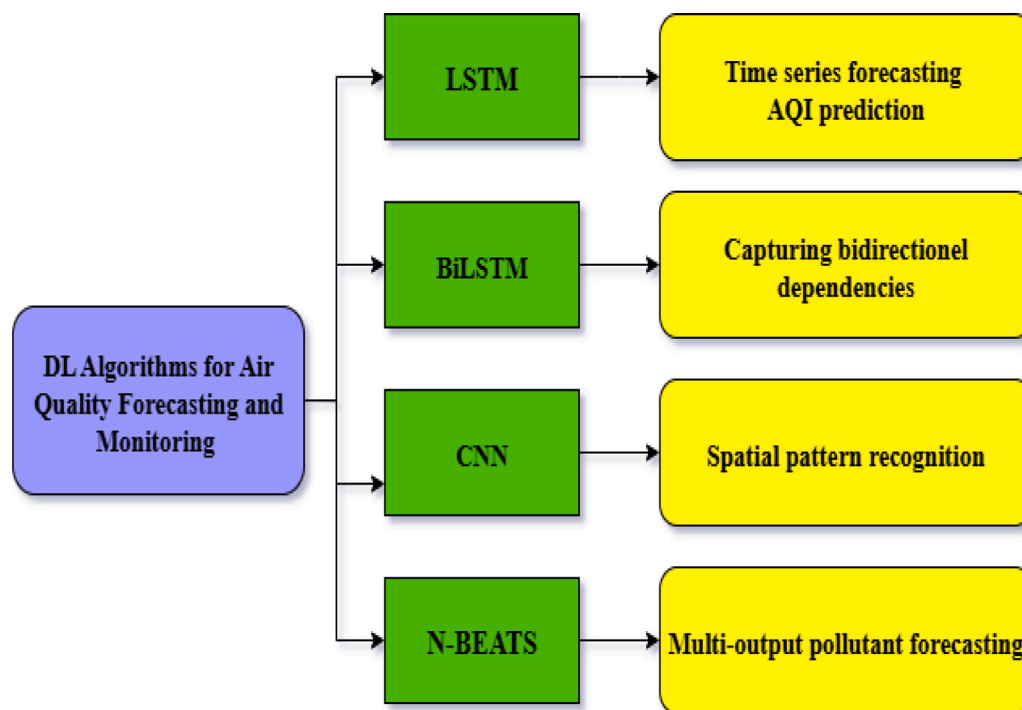 LSTM
Time series forecasting
AQI prediction
BiLSTM
Capturing bidirectionel
dependencies
DL Algorithms for Air
Quality Forecasting and
Monitoring
CNN
Spatial pattern recognition
N-BEATS
Multi-output pollutant forecasting